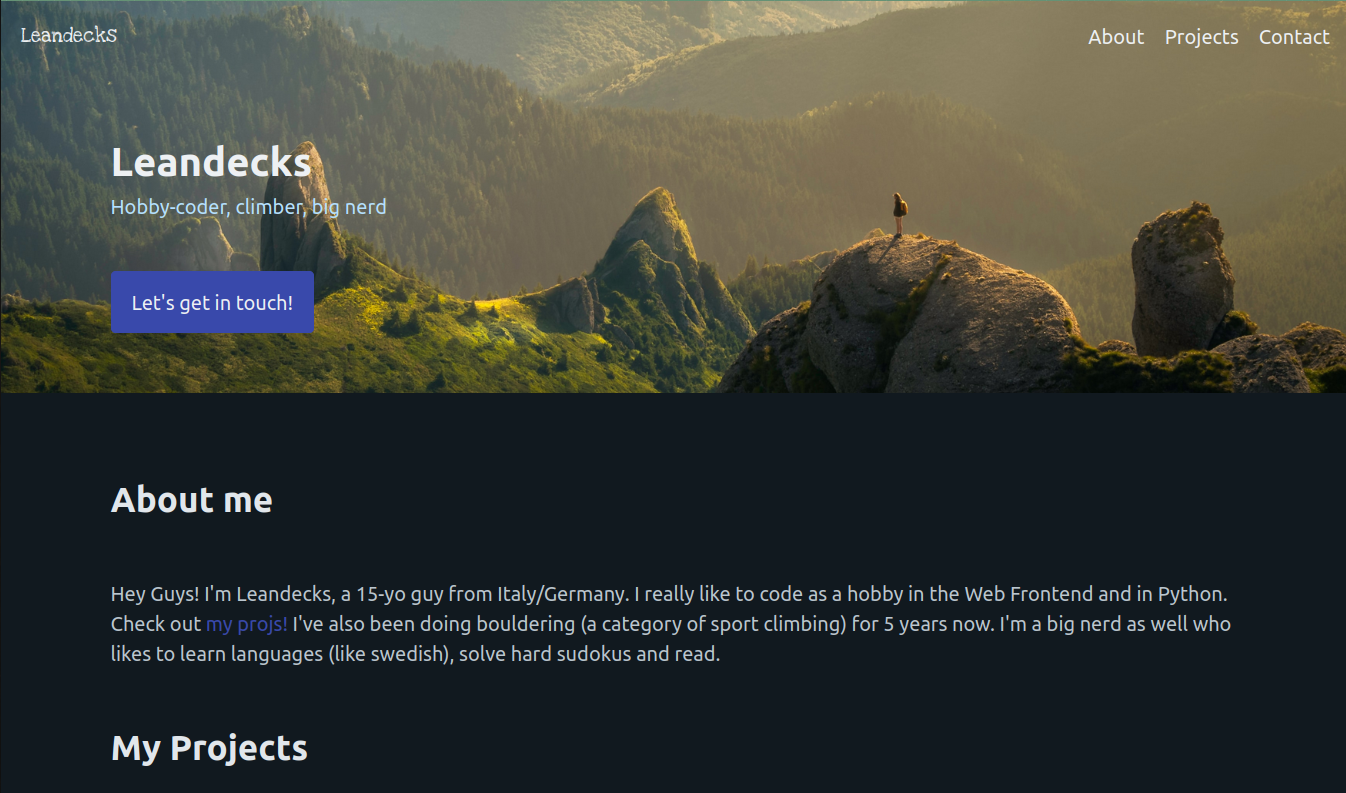 Leandecks
About Projects Contact
Leandecks
Hobby-coder, climber, big nerd
Let's get in touch!
About me
Hey Guys! I'm Leandecks, a 15-yo guy from Italy/Germany. I really like to code as a hobby in the Web Frontend and in Python.
Check out my projs! I've also been doing bouldering (a category of sport climbing) for 5 years now. I'm a big nerd as well who
likes to learn languages (like swedish), solve hard sudokus and read.
My Projects